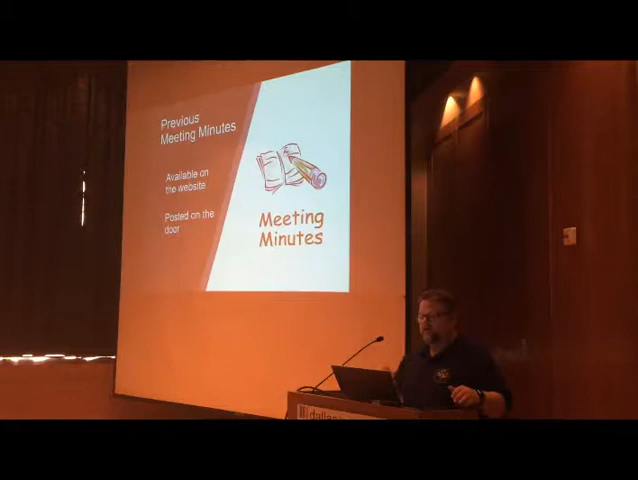 Previous
Meeting Minutes
Available on
the website
Posted on the
door
Meeting
Minutes